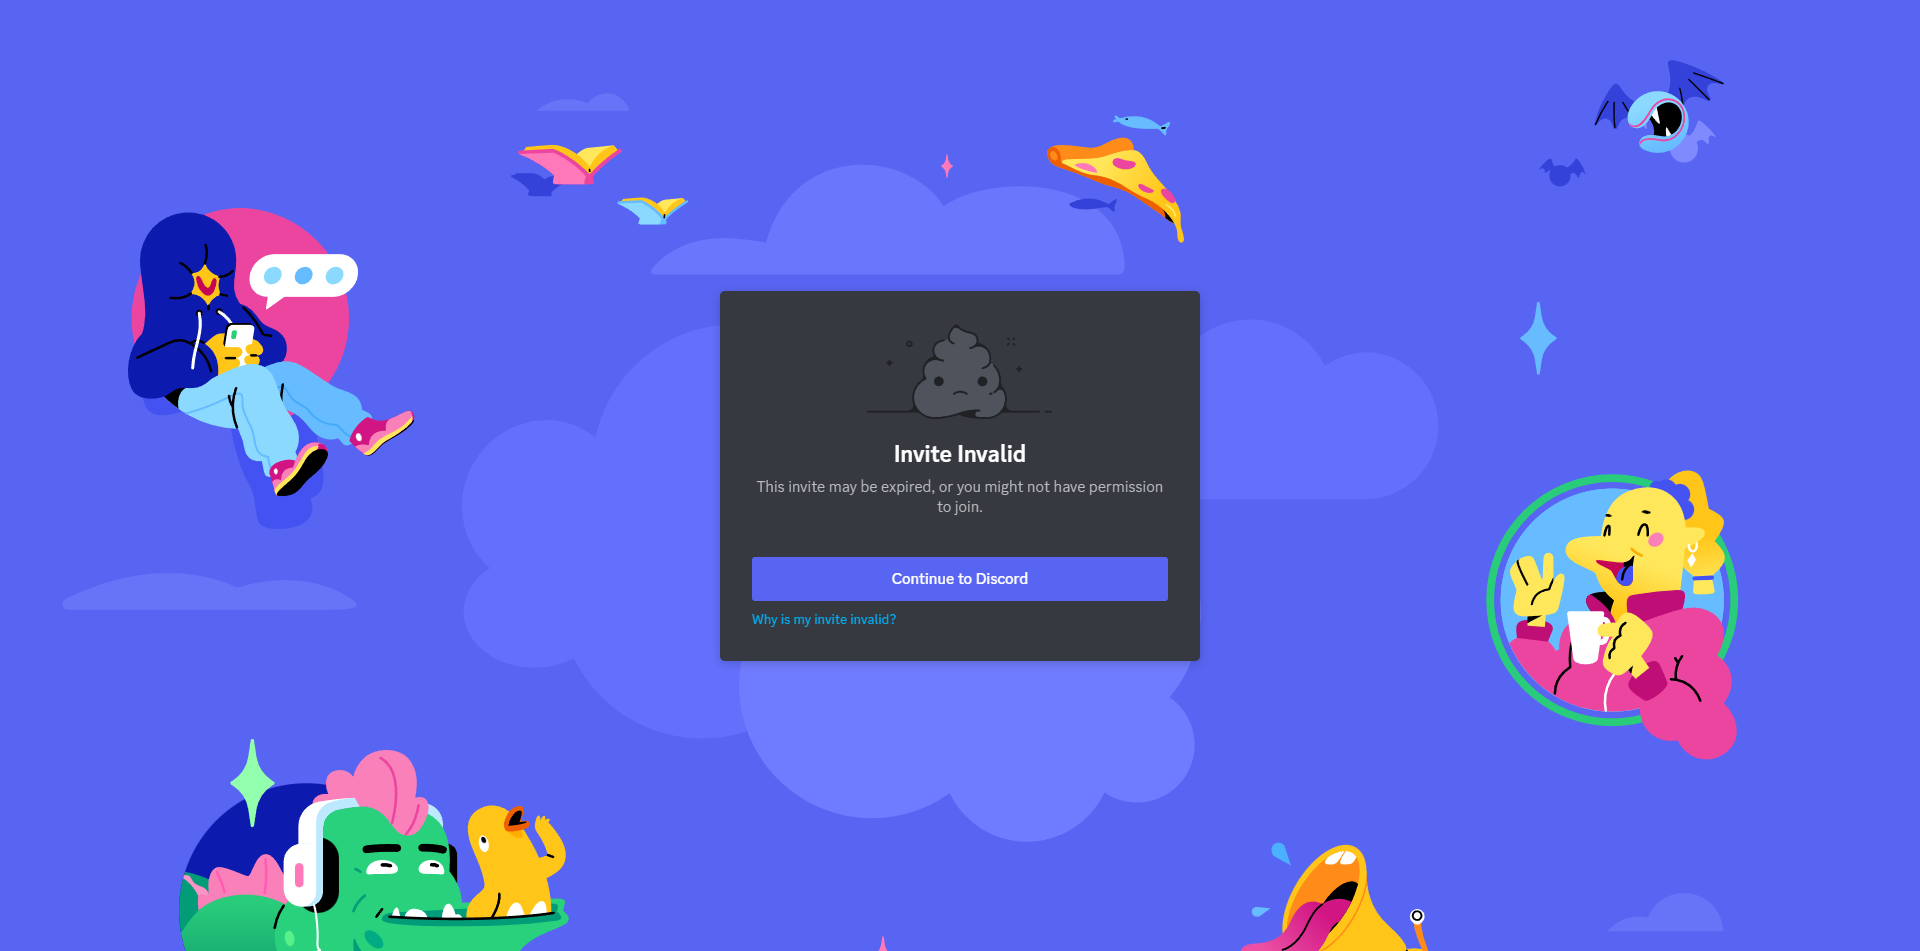 Invite Invalid
This invite may be expired, or you might not have permission
to join.
Continue to Discord
Why is my invite invalid?